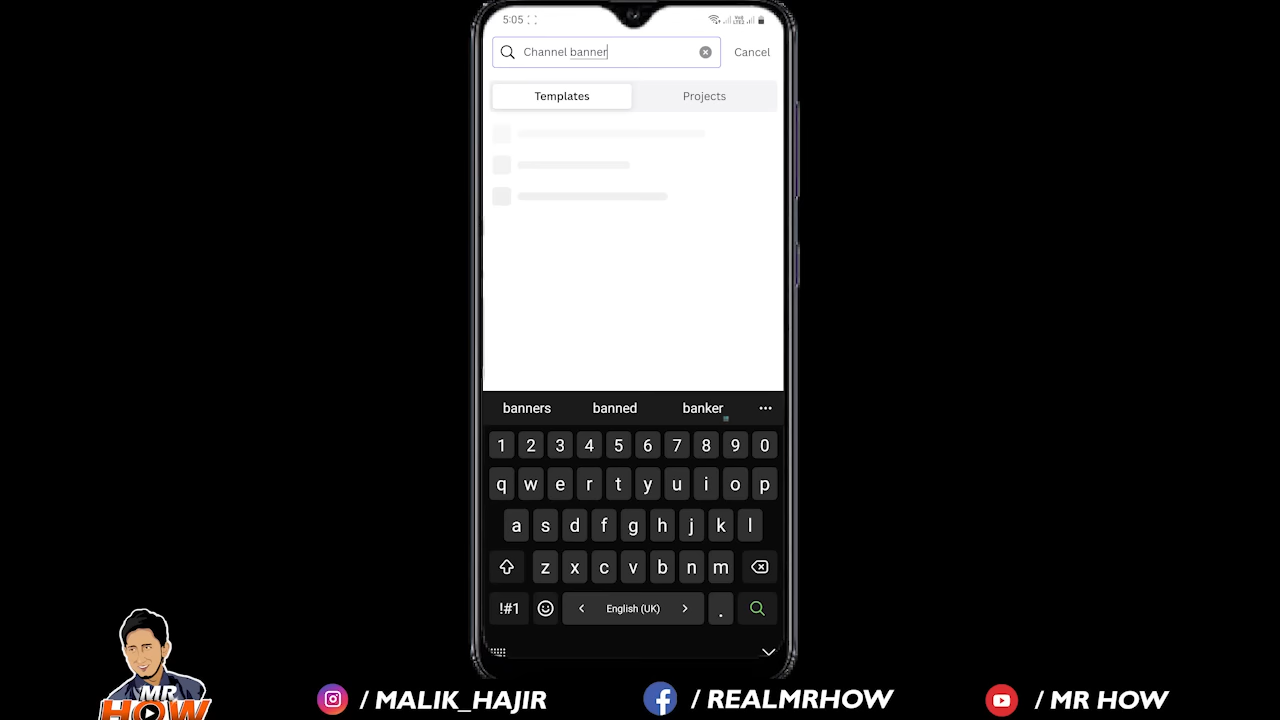 5:05
Channel banner
Cancel
Templates
Projects
banners banned banker
1 2 3 4 5 6 7 8 9 0
q w e r t y u i o p
a s d f g h j k l
z x c v b n m
!#1 < English (UK) > .
MR
HOW
/ MALIK_HAJIR
/ REALMRHOW
/ MR HOW